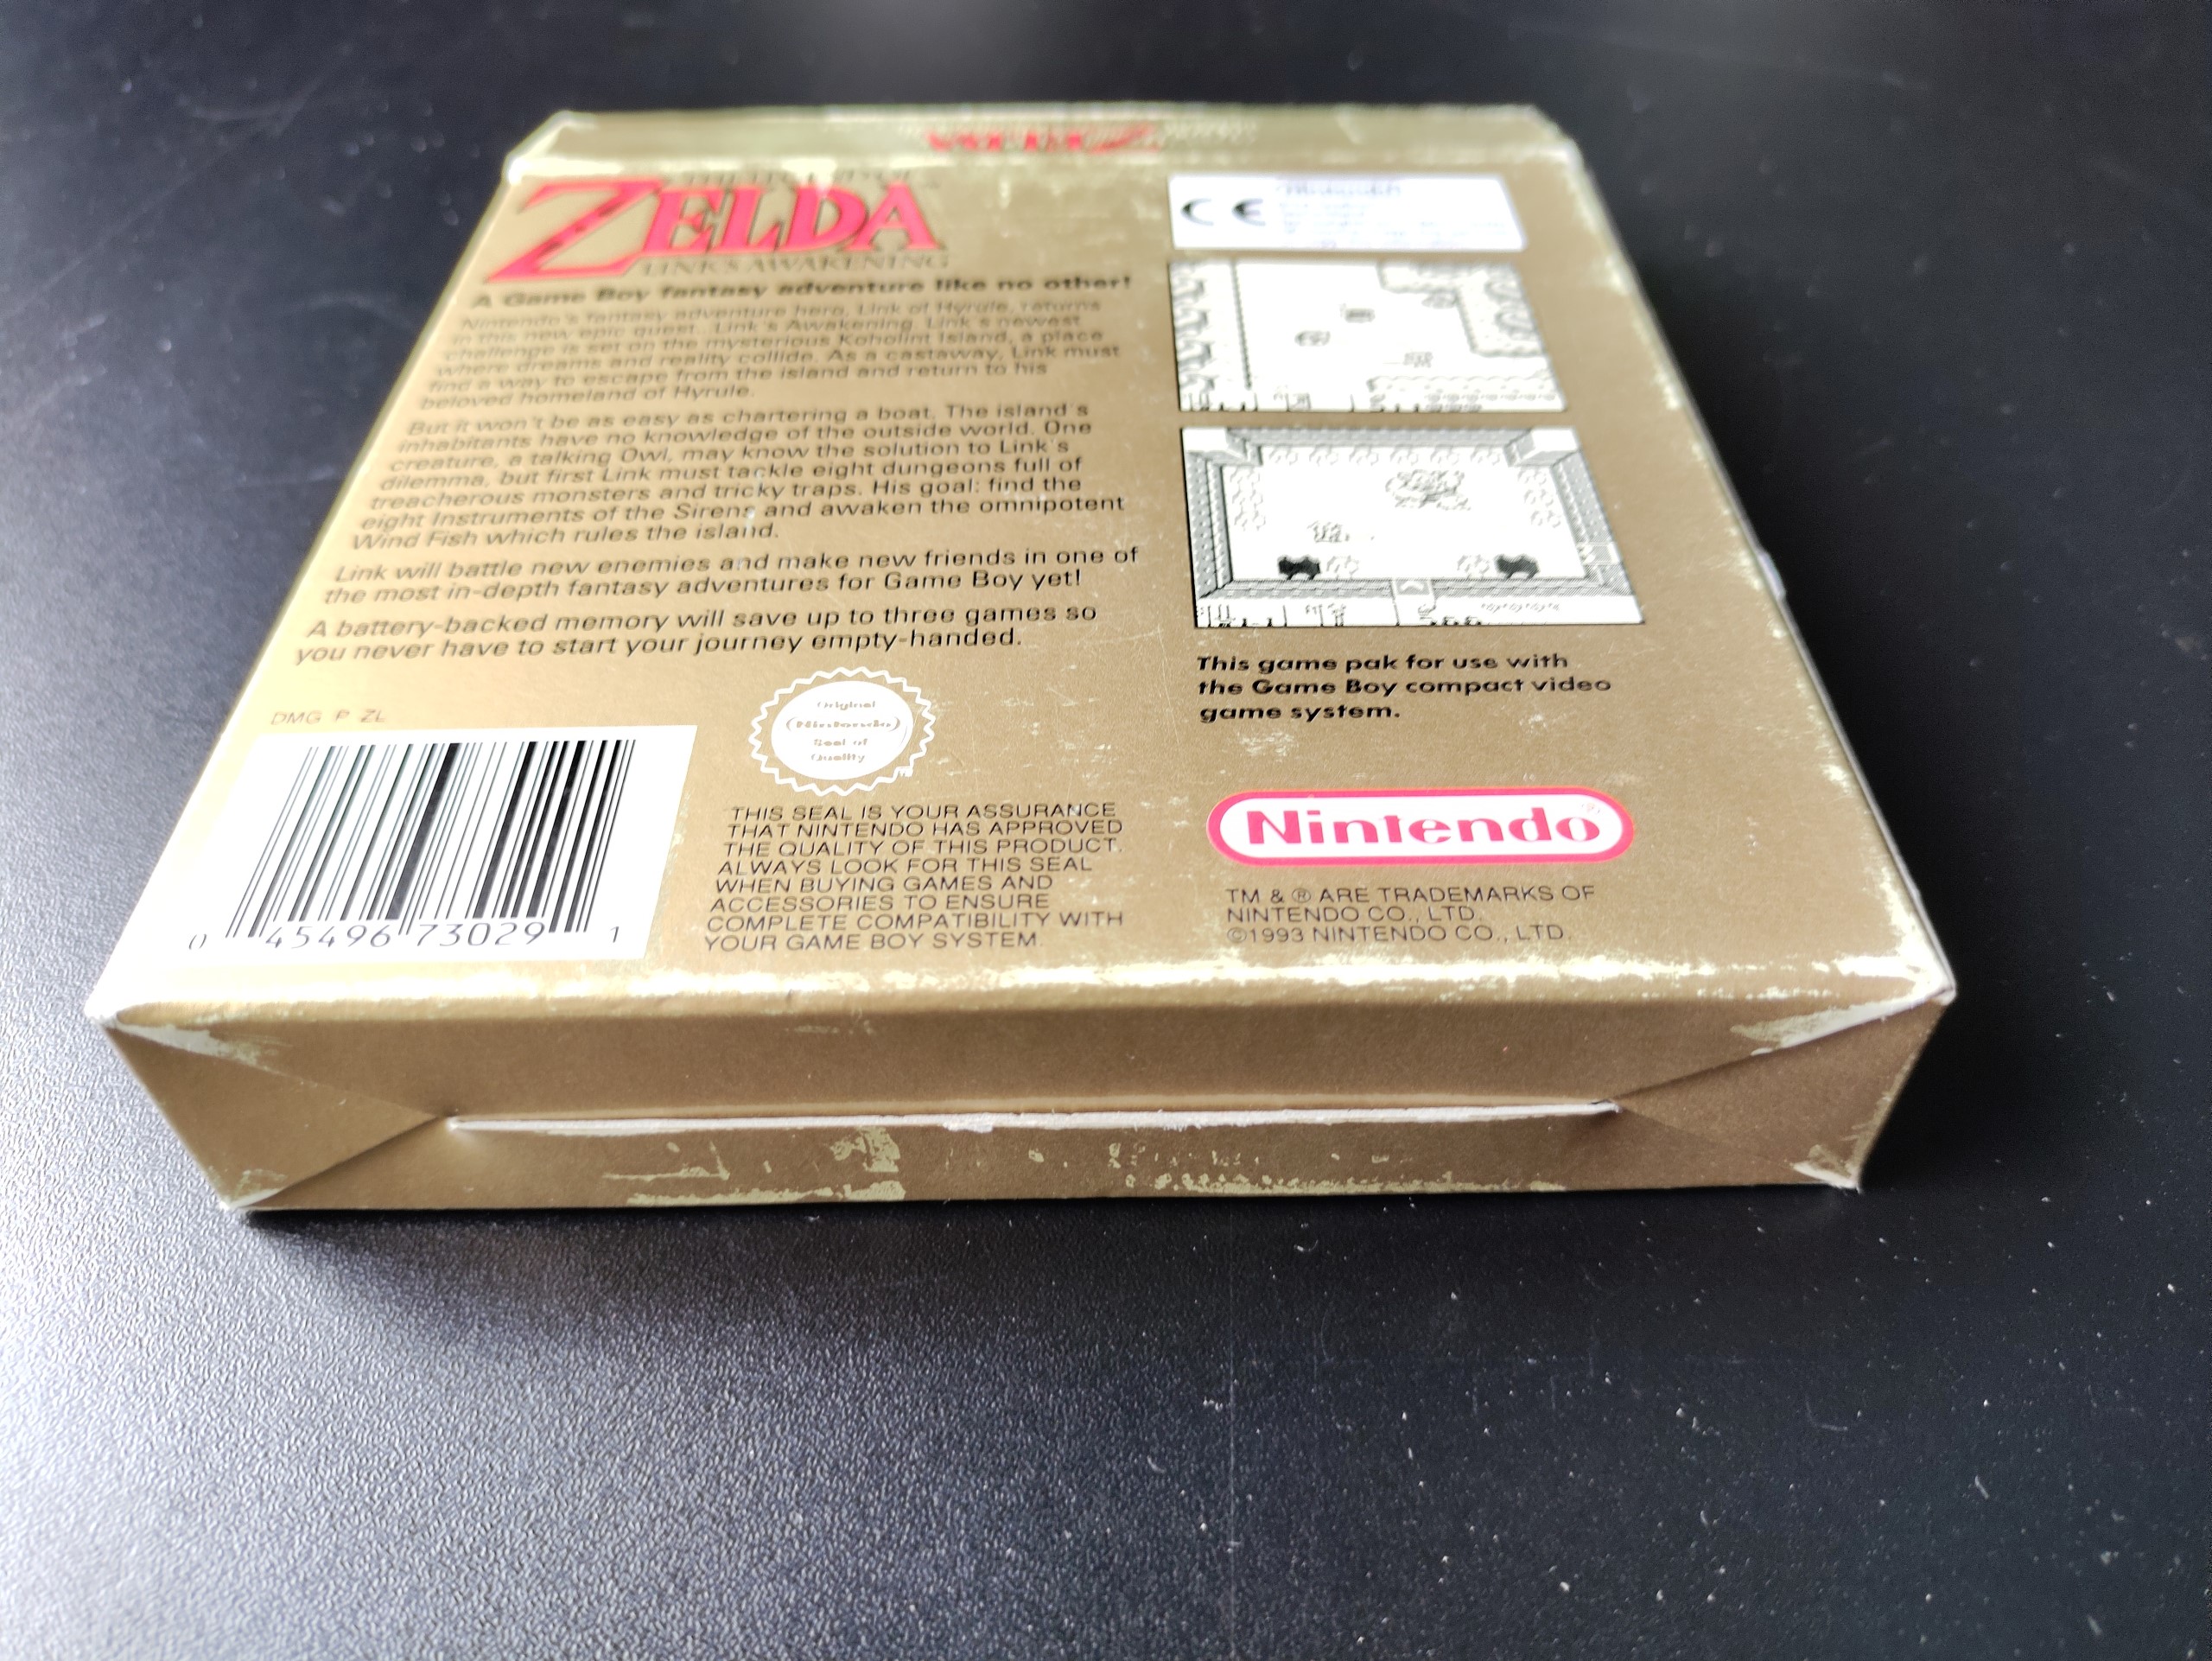 ZELDA
LINK'S AWAKENING
A Game Boy fantasy adventure like no other!
Nintendo's fantasy adventure hero, Link of Hyrule, returns
in this new epic quest. Link's Awakening. Link's newest
challenge is set on the mysterious Koholint Island, a place
where dreams and reality collide. As a castaway, Link must
find a way to escape from the island and return to his
beloved homeland of Hyrule.
But it won't be as easy as chartering a boat. The island's
inhabitants have no knowledge of the outside world. One
creature, a talking Owl, may know the solution to Link's
dilemma, but first Link must tackle eight dungeons full of
treacherous monsters and tricky traps. His goal: find the
eight Instruments of the Sirens and awaken the omnipotent
Wind Fish which rules the island.
Link will battle new enemies and make new friends in one of
the most in-depth fantasy adventures for Game Boy yet!
A battery-backed memory will save up to three games so
you never have to start your journey empty-handed.
DMG P ZL
0 45496 73029 1
Original
Nintendo
Seal of
Quality
THIS SEAL IS YOUR ASSURANCE
THAT NINTENDO HAS APPROVED
THE QUALITY OF THIS PRODUCT.
ALWAYS LOOK FOR THIS SEAL
WHEN BUYING GAMES AND
ACCESSORIES TO ENSURE
COMPLETE COMPATIBILITY WITH
YOUR GAME BOY SYSTEM.
CE
This game pak for use with
the Game Boy compact video
game system.
Nintendo®
TM & ® ARE TRADEMARKS OF
NINTENDO CO., LTD.
©1993 NINTENDO CO., LTD.